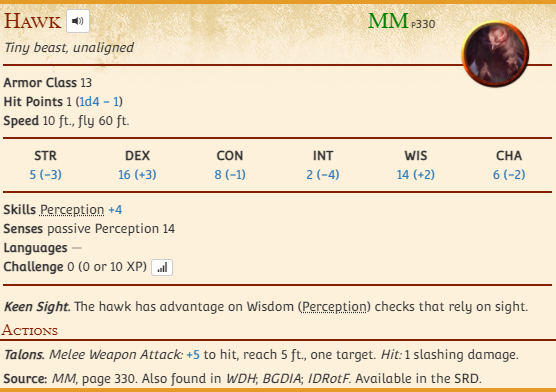 Hawk MM p330
Tiny beast, unaligned
Armor Class 13
Hit Points 1 (1d4 − 1)
Speed 10 ft., fly 60 ft.
STR DEX CON INT WIS CHA
5 (−3) 16 (+3) 8 (−1) 2 (−4) 14 (+2) 6 (−2)
Skills Perception +4
Senses passive Perception 14
Languages —
Challenge 0 (0 or 10 XP)
Keen Sight. The hawk has advantage on Wisdom (Perception) checks that rely on sight.
Actions
Talons. Melee Weapon Attack: +5 to hit, reach 5 ft., one target. Hit: 1 slashing damage.
Source: MM, page 330. Also found in WDH; BGDIA; IDRotF. Available in the SRD.